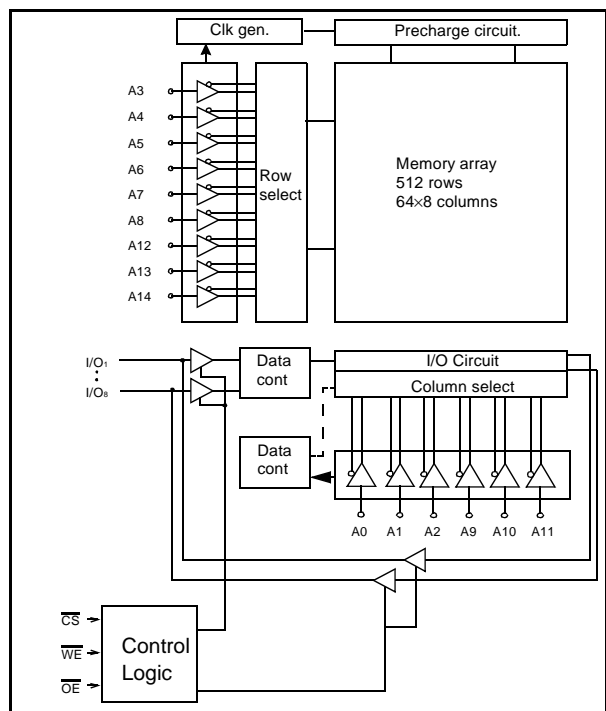 Clk gen.
Precharge circuit.
A3
A4
A5
A6
A7
A8
A12
A13
A14
Row
select
Memory array
512 rows
64×8 columns
I/O₁
I/O₈
Data
cont
I/O Circuit
Column select
Data
cont
A0 A1 A2 A9 A10 A11
CS
WE
OE
Control
Logic